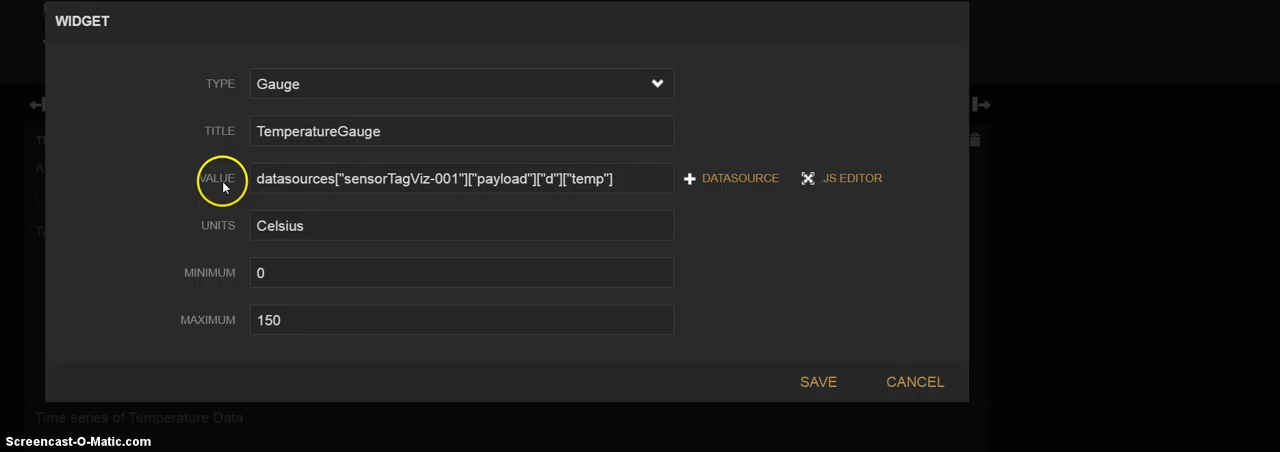 WIDGET
TYPE Gauge
TITLE TemperatureGauge
VALUE datasources["sensorTagViz-001"]["payload"]["d"]["temp"] DATASOURCE .JS EDITOR
UNITS Celsius
MINIMUM 0
MAXIMUM 150
SAVE CANCEL
Time series of Temperature Data
Screencast-O-Matic.com